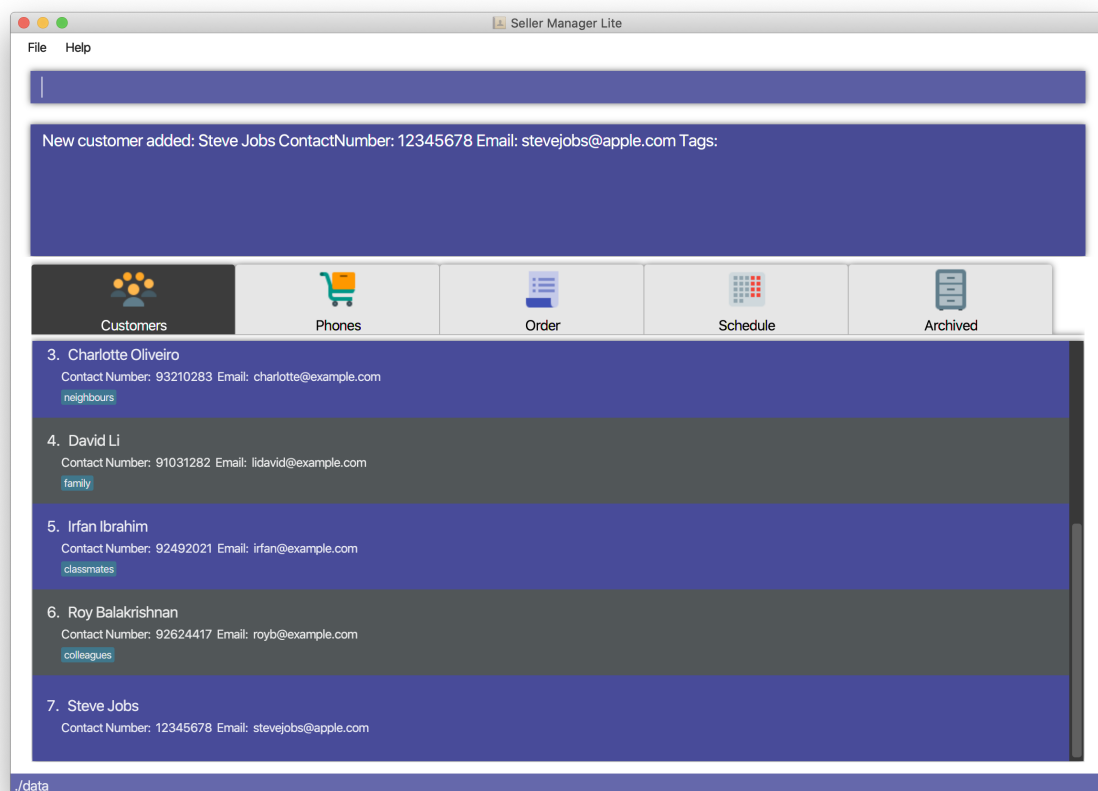 Seller Manager Lite
File Help
New customer added: Steve Jobs ContactNumber: 12345678 Email: stevejobs@apple.com Tags:
Customers Phones Order Schedule Archived
3. Charlotte Oliveiro
Contact Number: 93210283 Email: charlotte@example.com
neighbours
4. David Li
Contact Number: 91031282 Email: lidavid@example.com
family
5. Irfan Ibrahim
Contact Number: 92492021 Email: irfan@example.com
classmates
6. Roy Balakrishnan
Contact Number: 92624417 Email: royb@example.com
colleagues
7. Steve Jobs
Contact Number: 12345678 Email: stevejobs@apple.com
./data